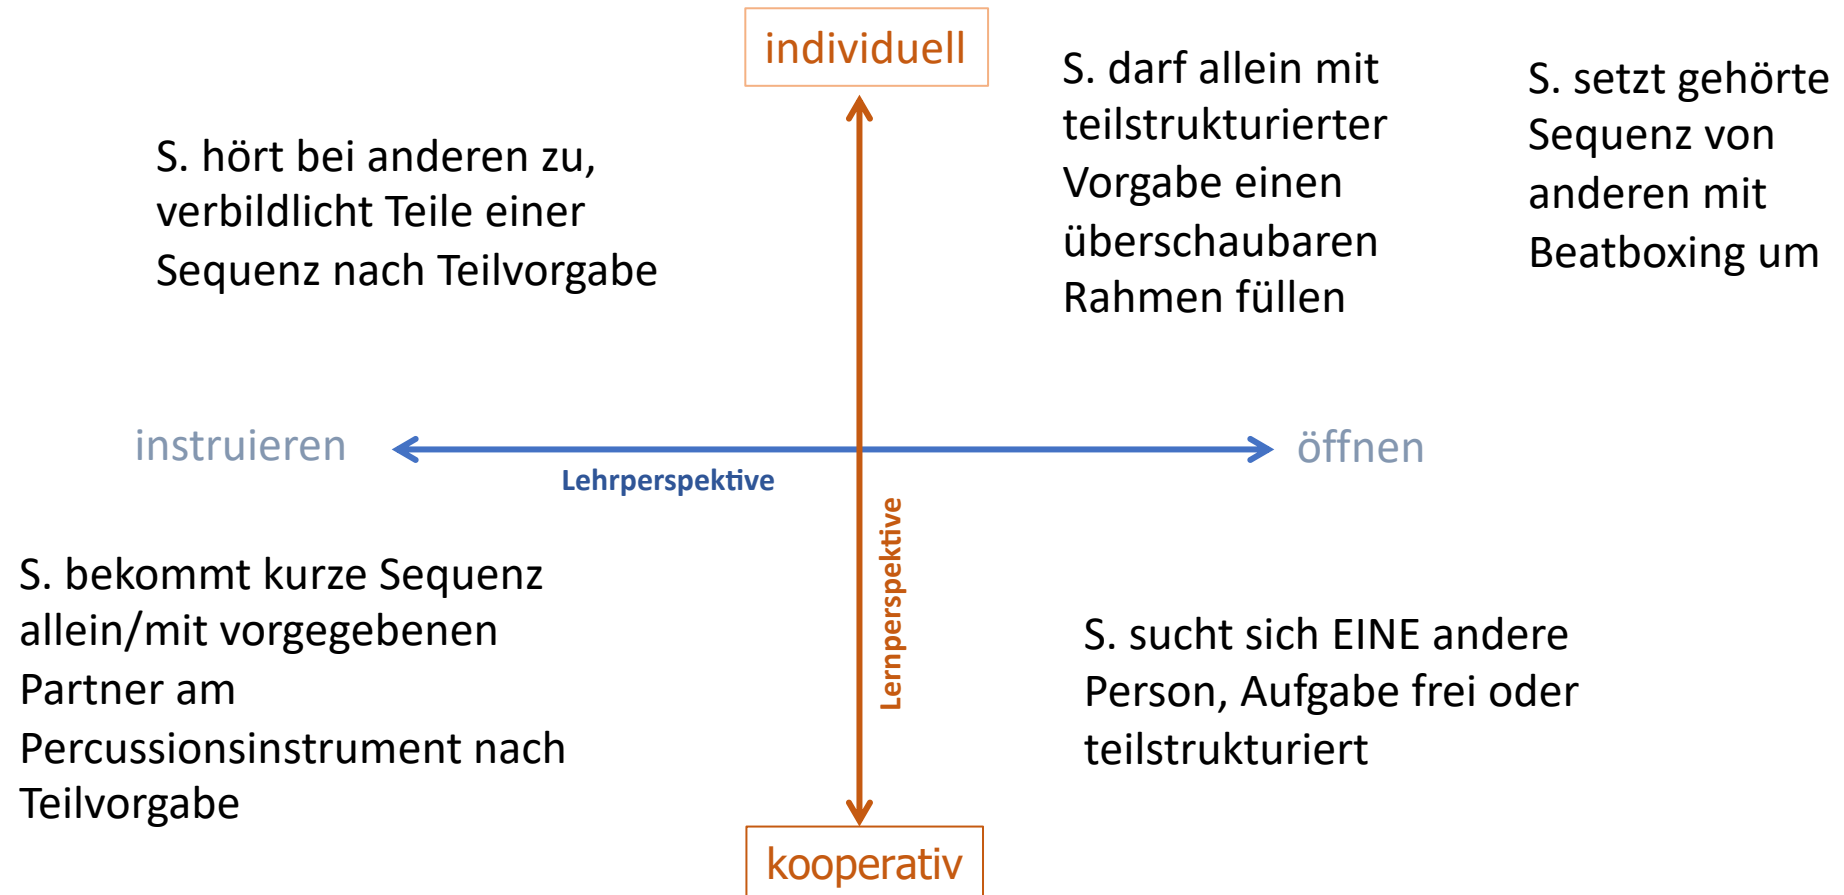 individuell
S. hört bei anderen zu,
verbildlicht Teile einer
Sequenz nach Teilvorgabe
S. darf allein mit
teilstrukturierter
Vorgabe einen
überschaubaren
Rahmen füllen
S. setzt gehörte
Sequenz von
anderen mit
Beatboxing um
instruieren
öffnen
Lehrperspektive
Lernperspektive
S. bekommt kurze Sequenz
allein/mit vorgegebenen
Partner am
Percussionsinstrument nach
Teilvorgabe
S. sucht sich EINE andere
Person, Aufgabe frei oder
teilstrukturiert
kooperativ